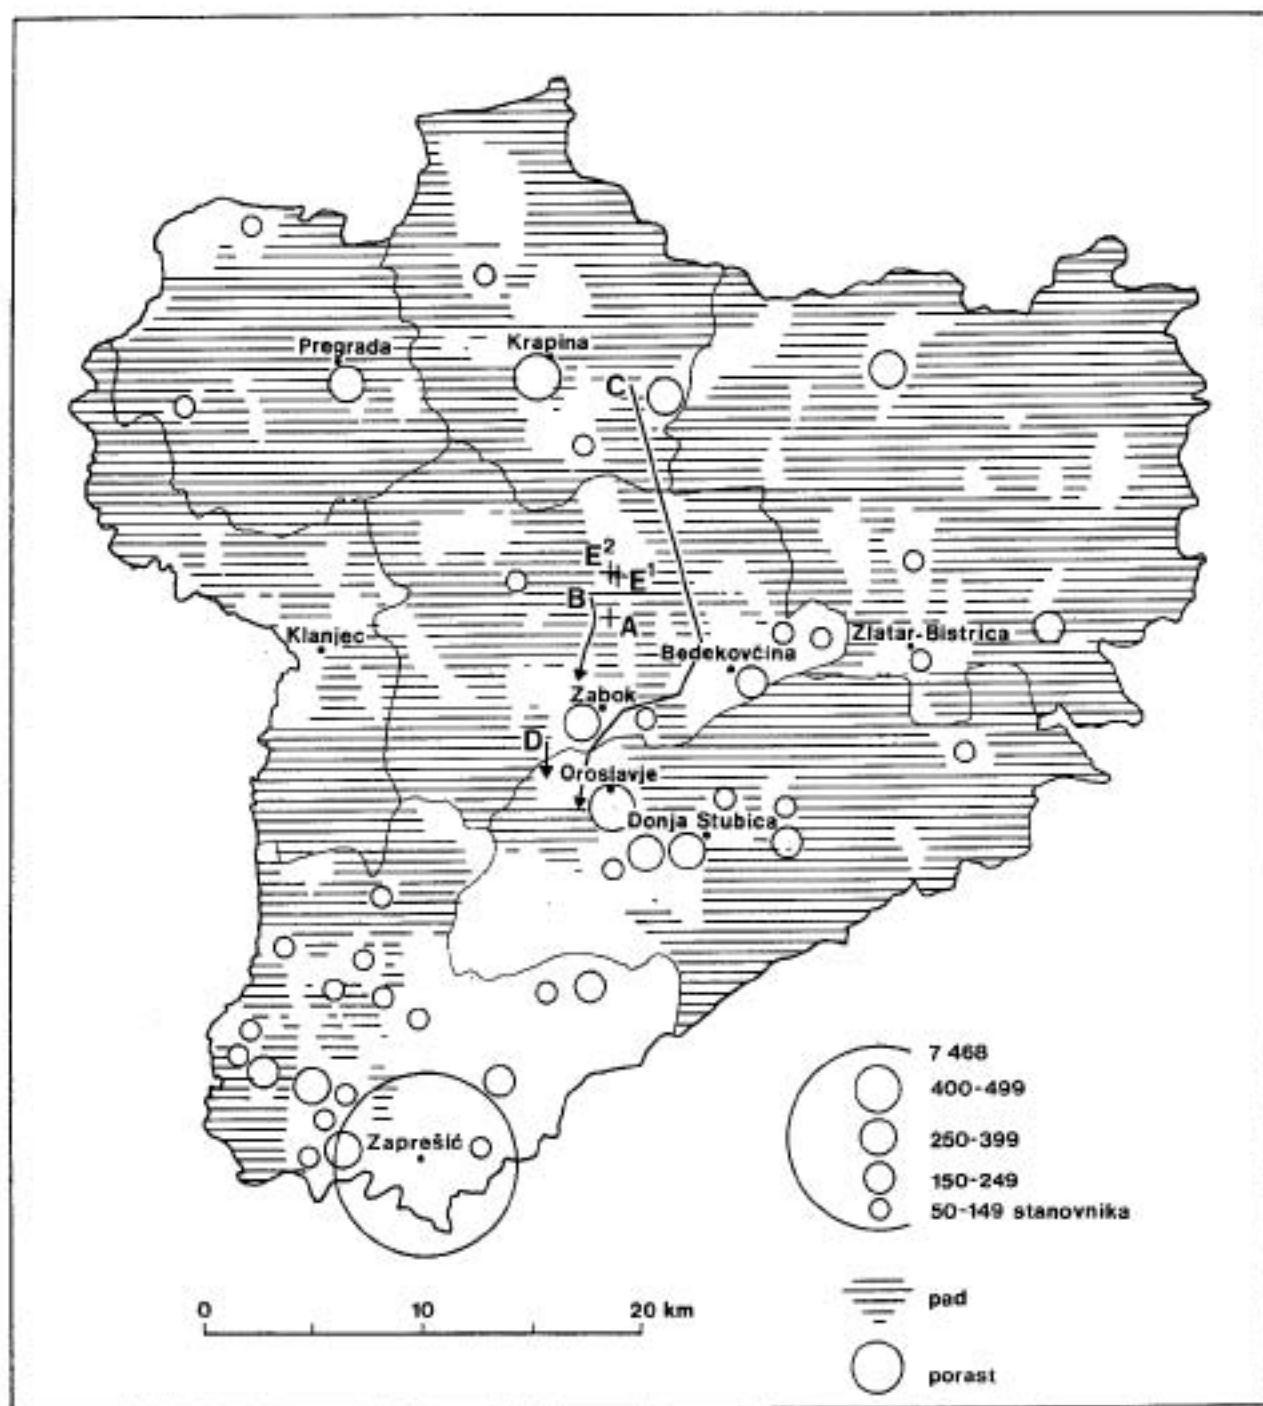 Pregrada
Krapina
C
E2
E1
B
A
Klanjec
Bedekovčina
Zlatar-Bistrica
Zabok
D
Oroslavje
Donja Stubica
Zaprešić
7 468
400-499
250-399
150-249
50-149 stanovnika
0 10 20 km
pad
porast